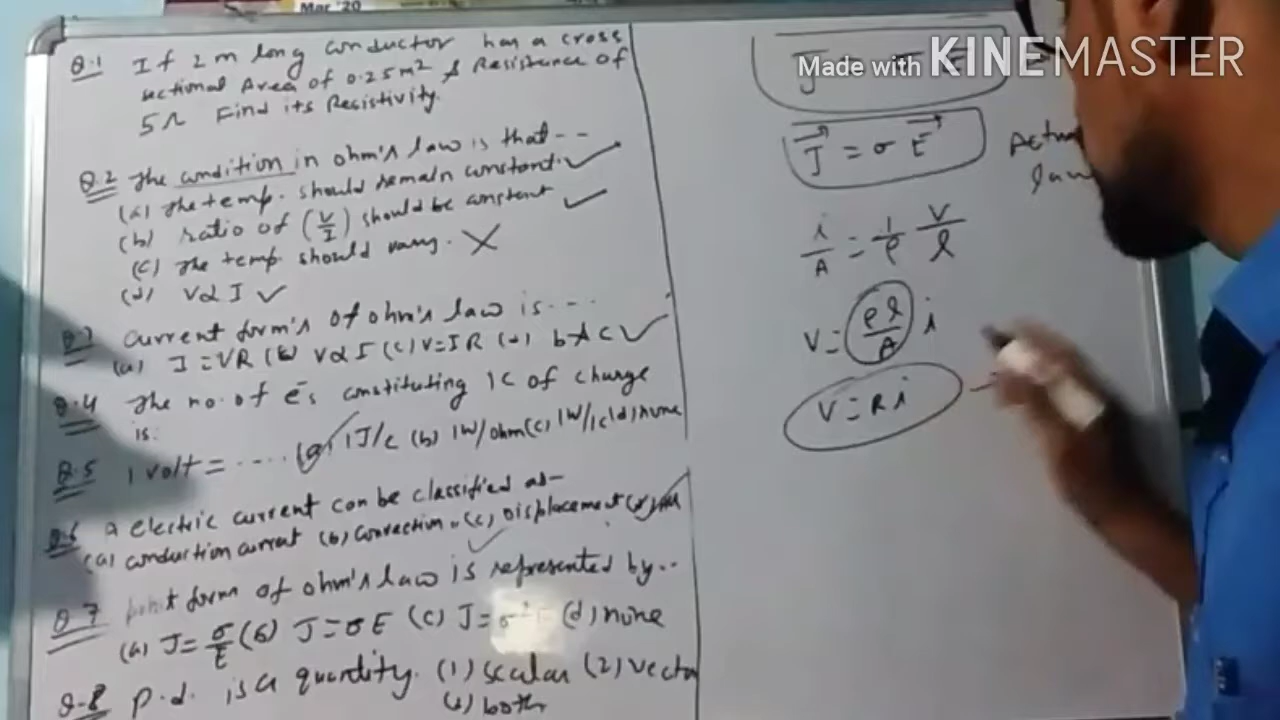 Mar '20
Made with KINEMASTER
Q.1 If 2 m long conductor has a cross
sectional Area of 0.25 m² & Resistance of
5Ω Find its Resistivity.
Q.2 The condition in ohm's law is that --
(a) The temp. should remain constant. ✓
(b) ratio of (V/I) should be constant ✓
(c) The temp. should vary. X
(d) V∝I ✓
Current form's of ohm's law is ---
(a) I=VR (b) V∝I (c) V=IR (d) b & c ✓
Q.4 The no. of e⁻s constituting 1C of charge
is:
Q.5 1 volt = ---- (a) 1J/c (b) 1W/ohm (c) 1W/1c (d) none
Q.6 A electric current can be classified as-
(a) conduction current (b) convection " (c) Displacement (d) All
Q.7 point form of ohm's law is represented by..
(a) J = σ/E (b) J = σE (c) J = σ² (d) none
Q-8 p.d. is a quantity. (1) scalar (2) vector
(3) both
J
J = σ E
law
i/A = 1/ρ V/l
V = ρl/A i
V = Ri